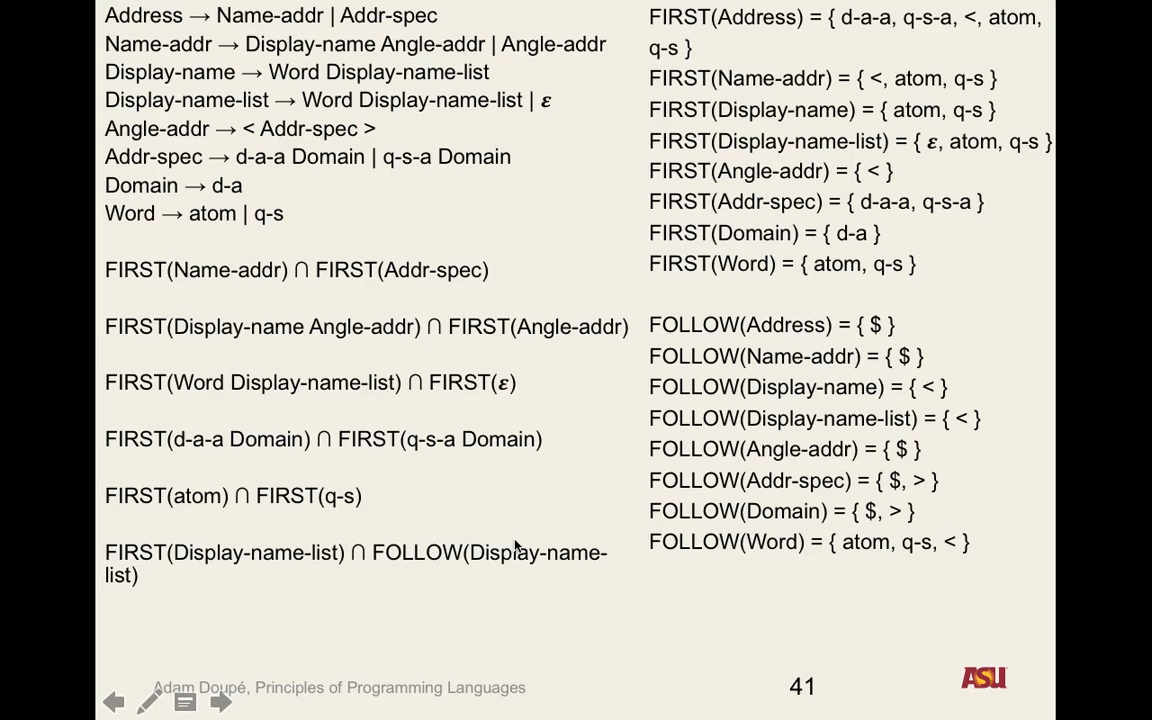 Address → Name-addr | Addr-spec
Name-addr → Display-name Angle-addr | Angle-addr
Display-name → Word Display-name-list
Display-name-list → Word Display-name-list | ε
Angle-addr → < Addr-spec >
Addr-spec → d-a-a Domain | q-s-a Domain
Domain → d-a
Word → atom | q-s
FIRST(Name-addr) ∩ FIRST(Addr-spec)
FIRST(Display-name Angle-addr) ∩ FIRST(Angle-addr)
FIRST(Word Display-name-list) ∩ FIRST(ε)
FIRST(d-a-a Domain) ∩ FIRST(q-s-a Domain)
FIRST(atom) ∩ FIRST(q-s)
FIRST(Display-name-list) ∩ FOLLOW(Display-name-
list)
FIRST(Address) = { d-a-a, q-s-a, <, atom,
q-s }
FIRST(Name-addr) = { <, atom, q-s }
FIRST(Display-name) = { atom, q-s }
FIRST(Display-name-list) = { ε, atom, q-s }
FIRST(Angle-addr) = { < }
FIRST(Addr-spec) = { d-a-a, q-s-a }
FIRST(Domain) = { d-a }
FIRST(Word) = { atom, q-s }
FOLLOW(Address) = { $ }
FOLLOW(Name-addr) = { $ }
FOLLOW(Display-name) = { < }
FOLLOW(Display-name-list) = { < }
FOLLOW(Angle-addr) = { $ }
FOLLOW(Addr-spec) = { $, > }
FOLLOW(Domain) = { $, > }
FOLLOW(Word) = { atom, q-s, < }
Adam Doupé, Principles of Programming Languages
41
ASU